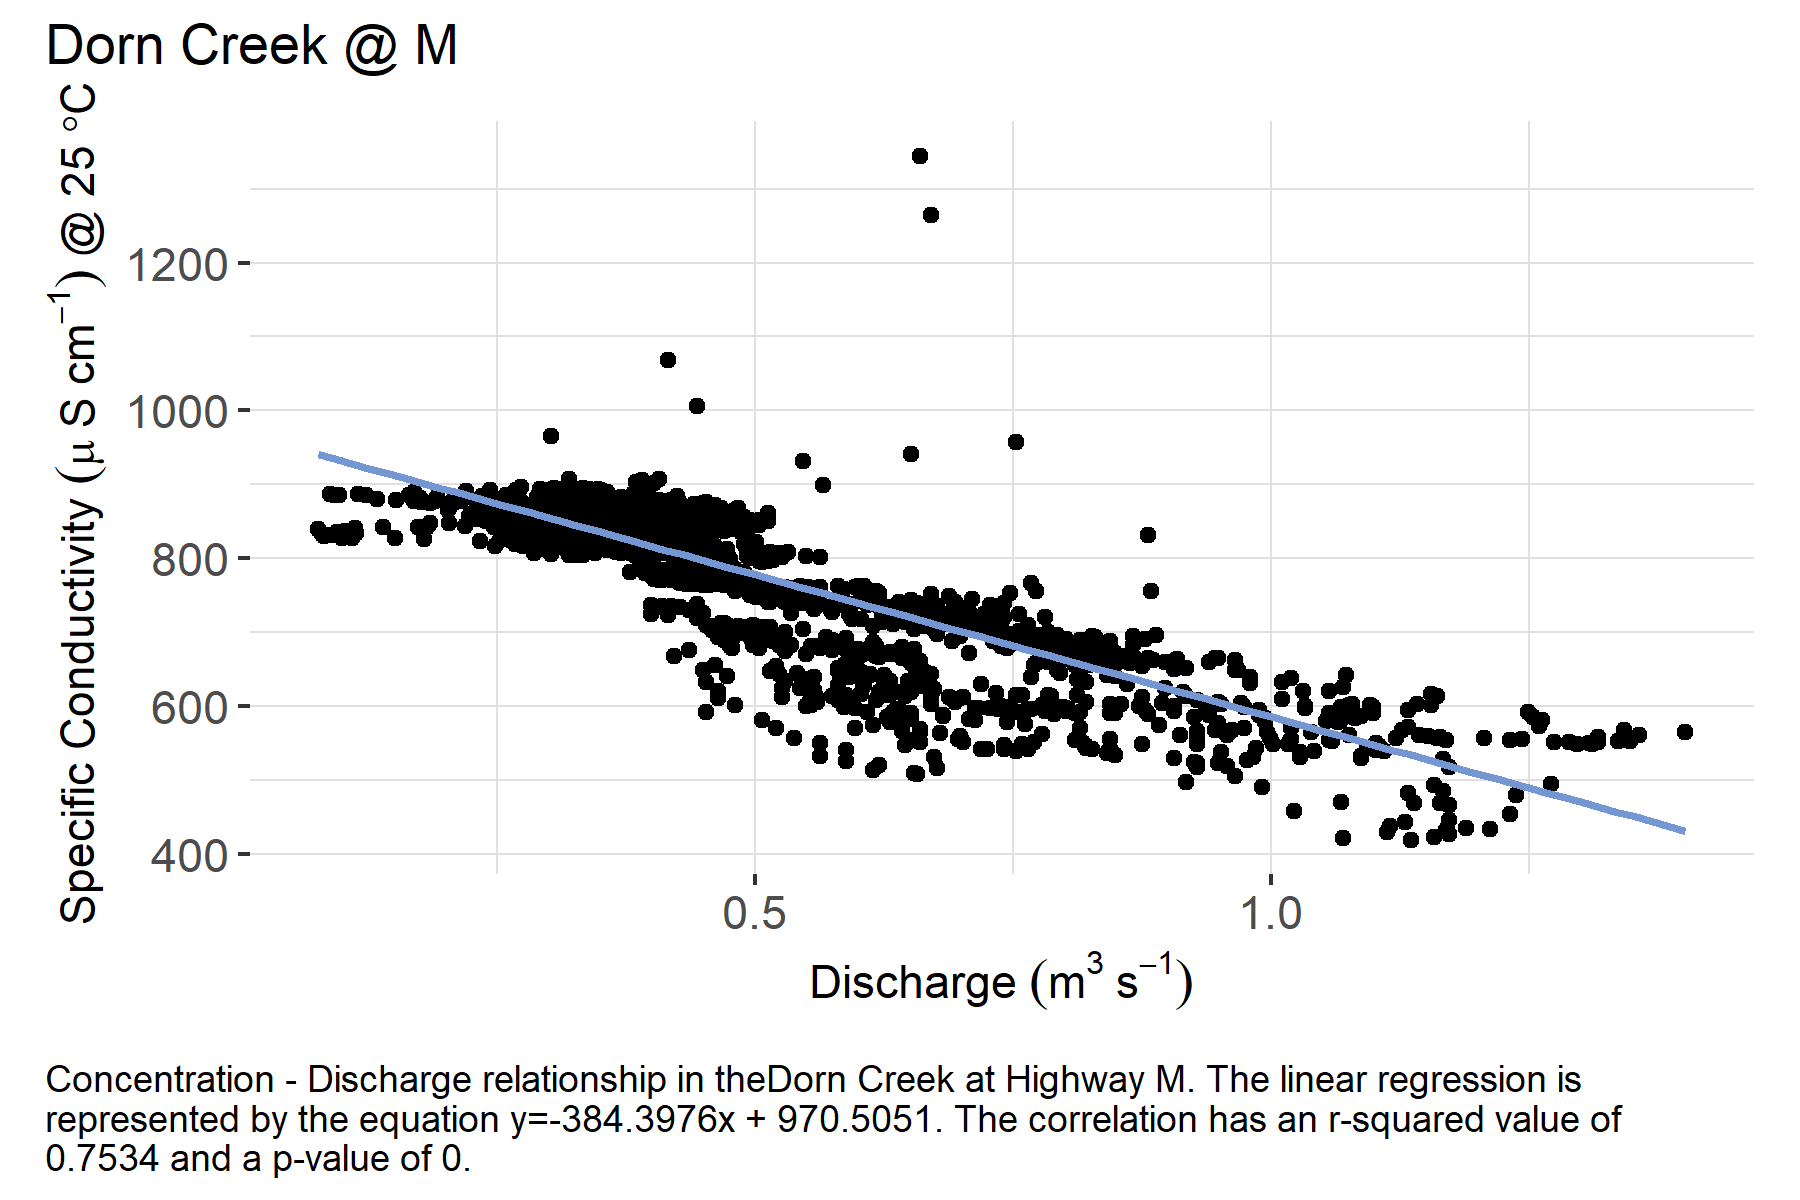 Dorn Creek @ M
Specific Conductivity (μ S cm⁻¹) @ 25 °C
1200
1000
800
600
400
0.5
1.0
Discharge (m³ s⁻¹)
Concentration - Discharge relationship in theDorn Creek at Highway M. The linear regression is
represented by the equation y=-384.3976x + 970.5051. The correlation has an r-squared value of
0.7534 and a p-value of 0.